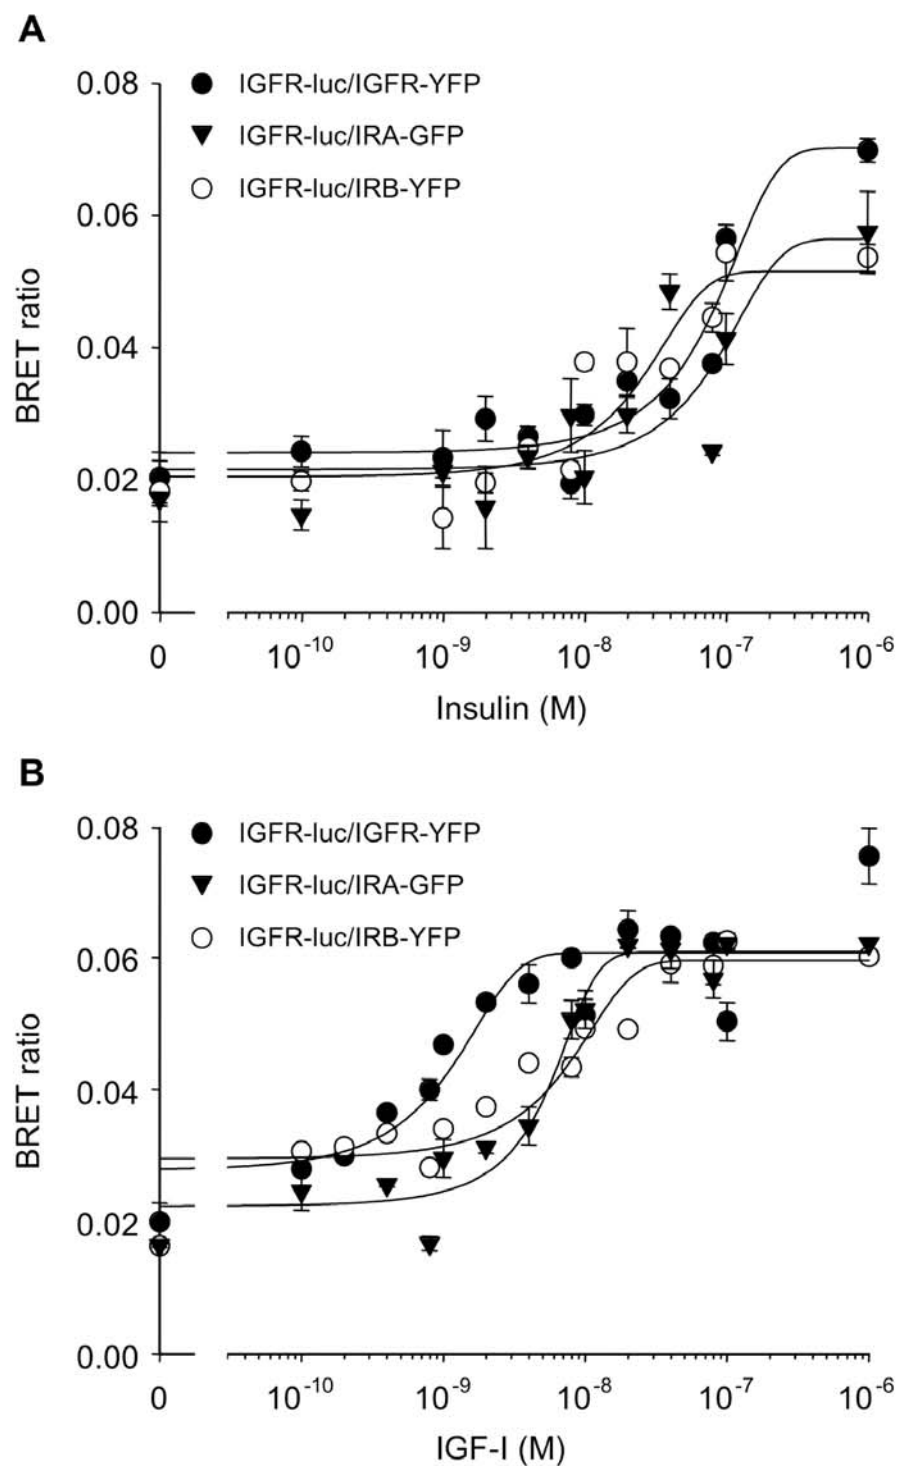 A
0.08
IGFR-luc/IGFR-YFP
IGFR-luc/IRA-GFP
IGFR-luc/IRB-YFP
0.06
BRET ratio
0.04
0.02
0.00
0 10⁻¹⁰ 10⁻⁹ 10⁻⁸ 10⁻⁷ 10⁻⁶
Insulin (M)
B
0.08
IGFR-luc/IGFR-YFP
IGFR-luc/IRA-GFP
IGFR-luc/IRB-YFP
0.06
BRET ratio
0.04
0.02
0.00
0 10⁻¹⁰ 10⁻⁹ 10⁻⁸ 10⁻⁷ 10⁻⁶
IGF-I (M)